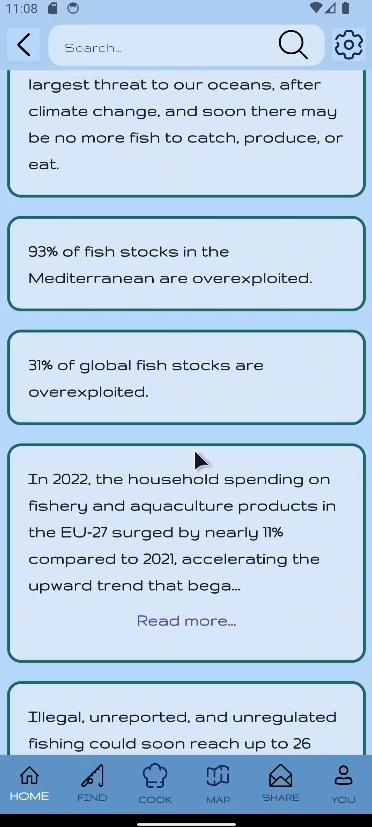 11:08
Search...
largest threat to our oceans, after
climate change, and soon there may
be no more fish to catch, produce, or
eat.
93% of fish stocks in the
Mediterranean are overexploited.
31% of global fish stocks are
overexploited.
In 2022, the household spending on
fishery and aquaculture products in
the EU-27 surged by nearly 11%
compared to 2021, accelerating the
upward trend that bega...
Read more...
Illegal, unreported, and unregulated
fishing could soon reach up to 26
HOME FIND COOK MAP SHARE YOU